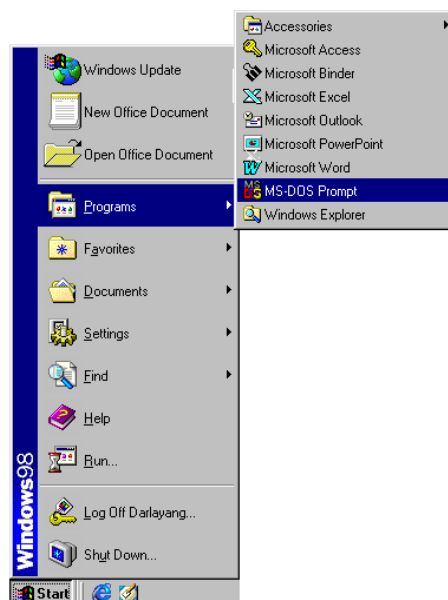 Windows Update
New Office Document
Open Office Document
Programs
Favorites
Documents
Settings
Find
Help
Run...
Log Off Darlayang...
Shut Down...
Windows98
Start
Accessories
Microsoft Access
Microsoft Binder
Microsoft Excel
Microsoft Outlook
Microsoft PowerPoint
Microsoft Word
MS-DOS Prompt
Windows Explorer